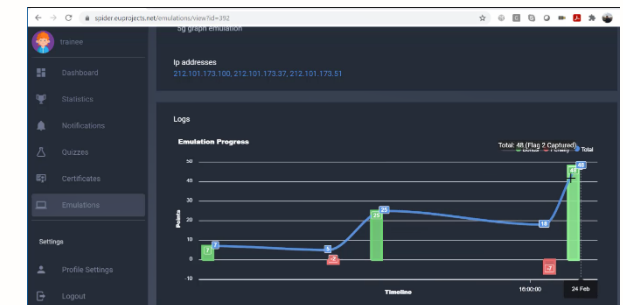 spider.euprojects.net/emulations/view?id=392
trainee
Dashboard
Statistics
Notifications
Quizzes
Certificates
Emulations
Settings
Profile Settings
Logout
5g graph emulation
Ip addresses
212.101.173.100, 212.101.173.37, 212.101.173.51
Logs
Emulation Progress
Total: 48 (Flag 2 Captured)
Total
Points
50
40
30
20
10
0
-10
7
7
5
25
25
18
-7
48
16:00:00
24 Feb
Timeline